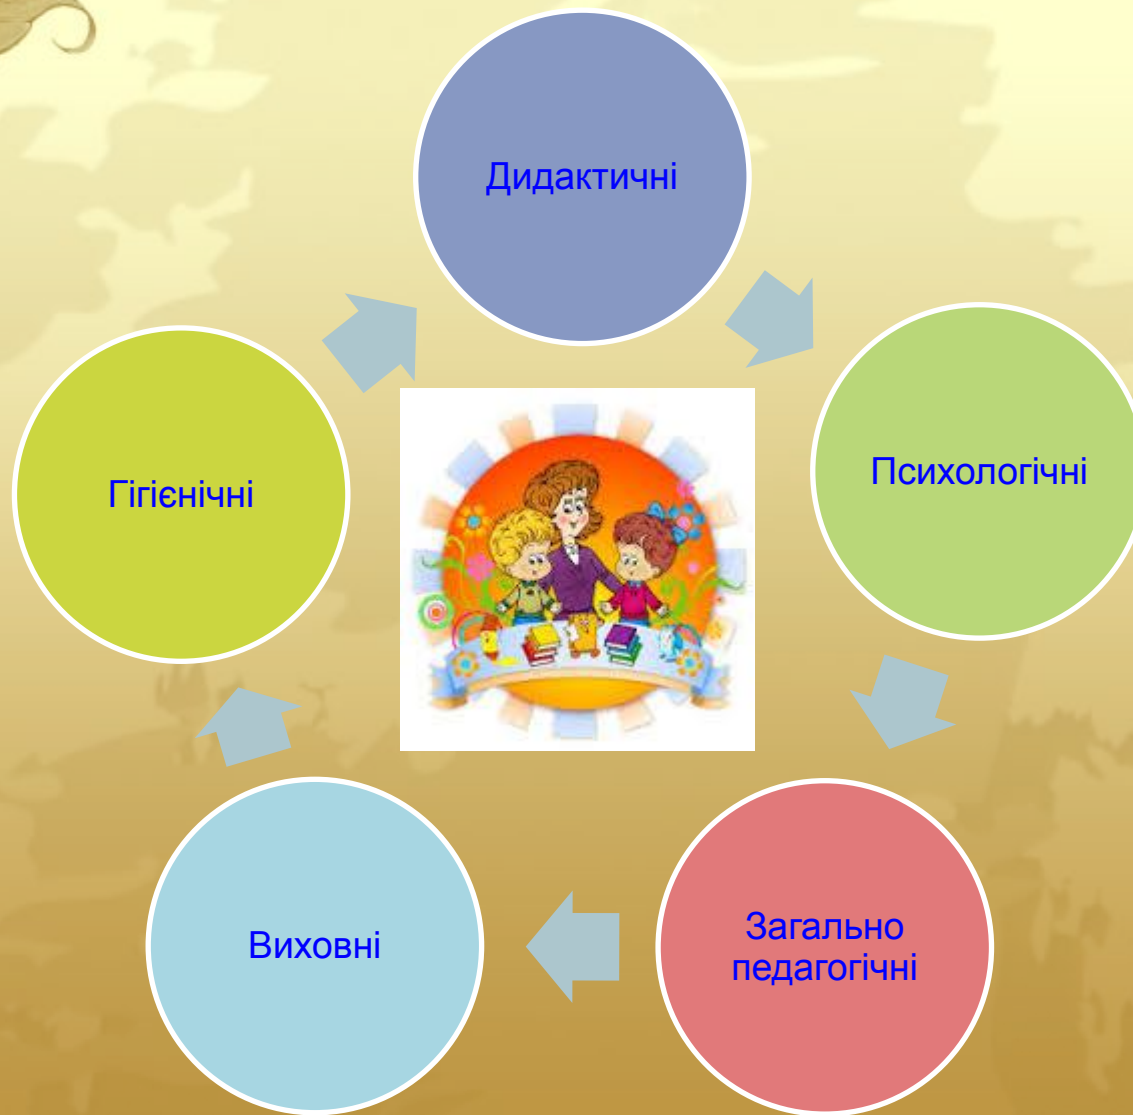 Дидактичні
Психологічні
Загально
педагогічні
Виховні
Гігієнічні